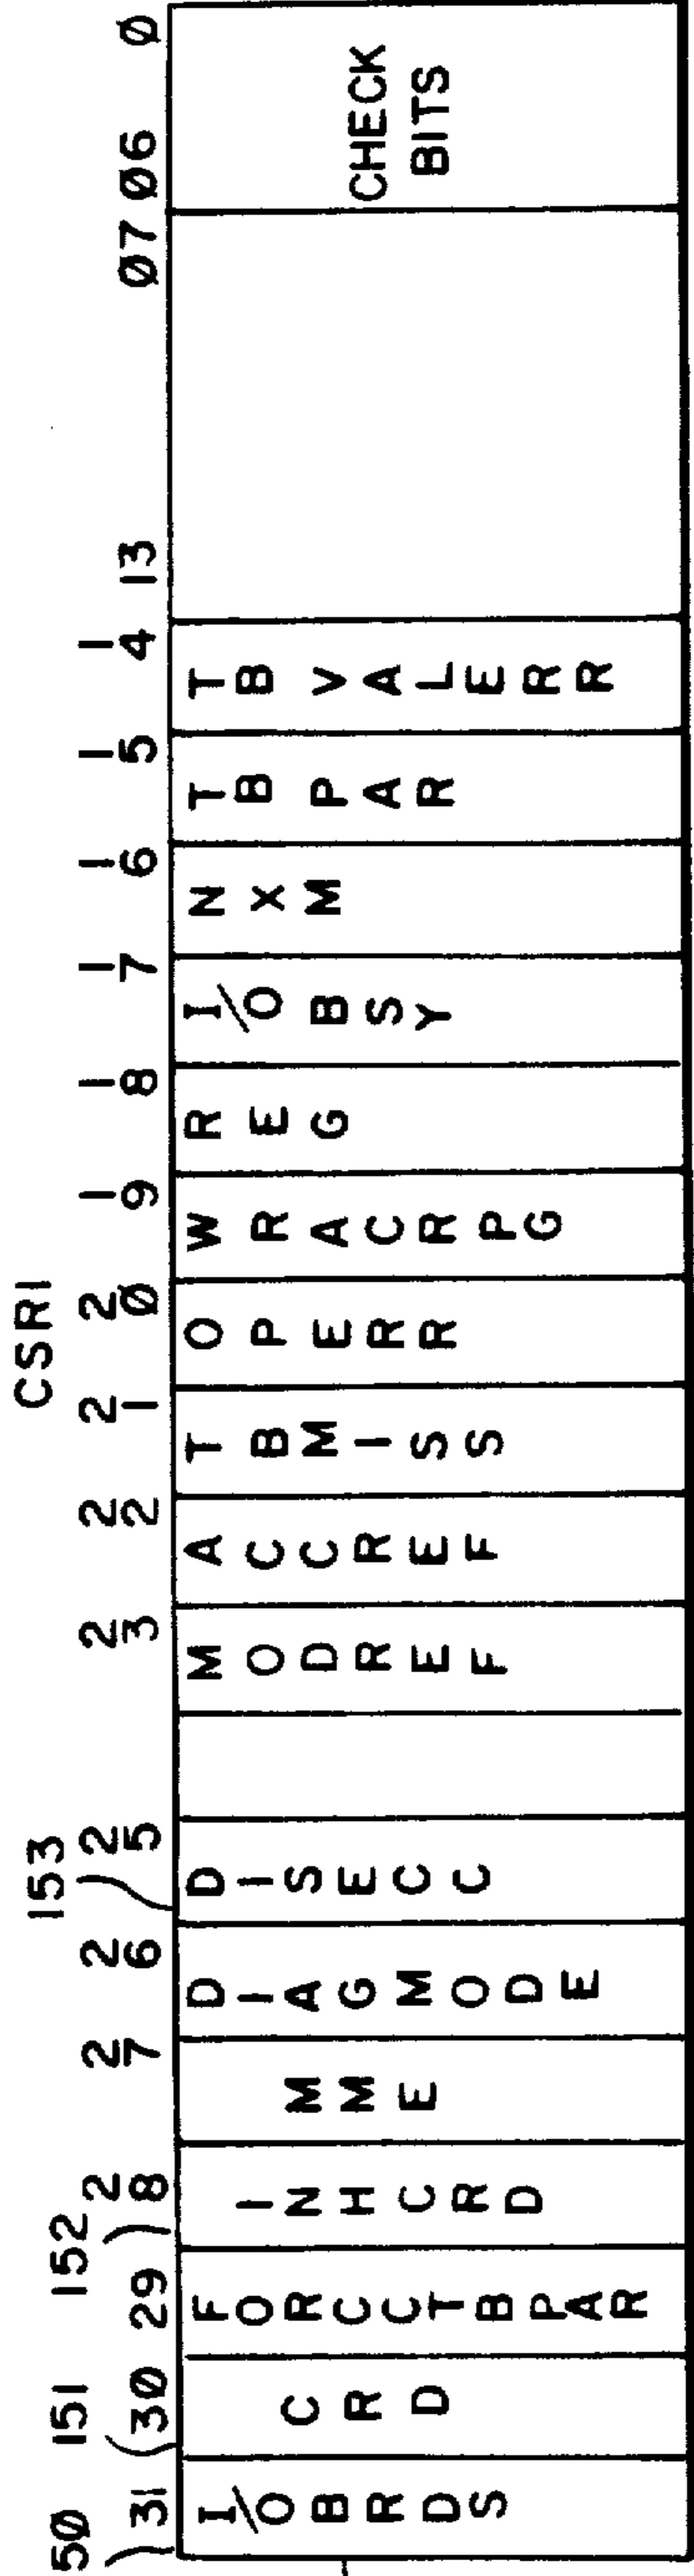 CSR1
50 151 152 153
31 30 29 28 27 26 25 23 22 21 2Ø 19 18 17 16 15 14 13 Ø7 Ø6 Ø
I/O BRDS
CRD
FORCCTBPAR
INHCRD
MME
DIAGMODE
DISECC
MODREF
ACCREF
TBMISS
OPERR
WRACRPG
REG
I/O BSY
NXM
TB PAR
TB VALERR
CHECK
BITS